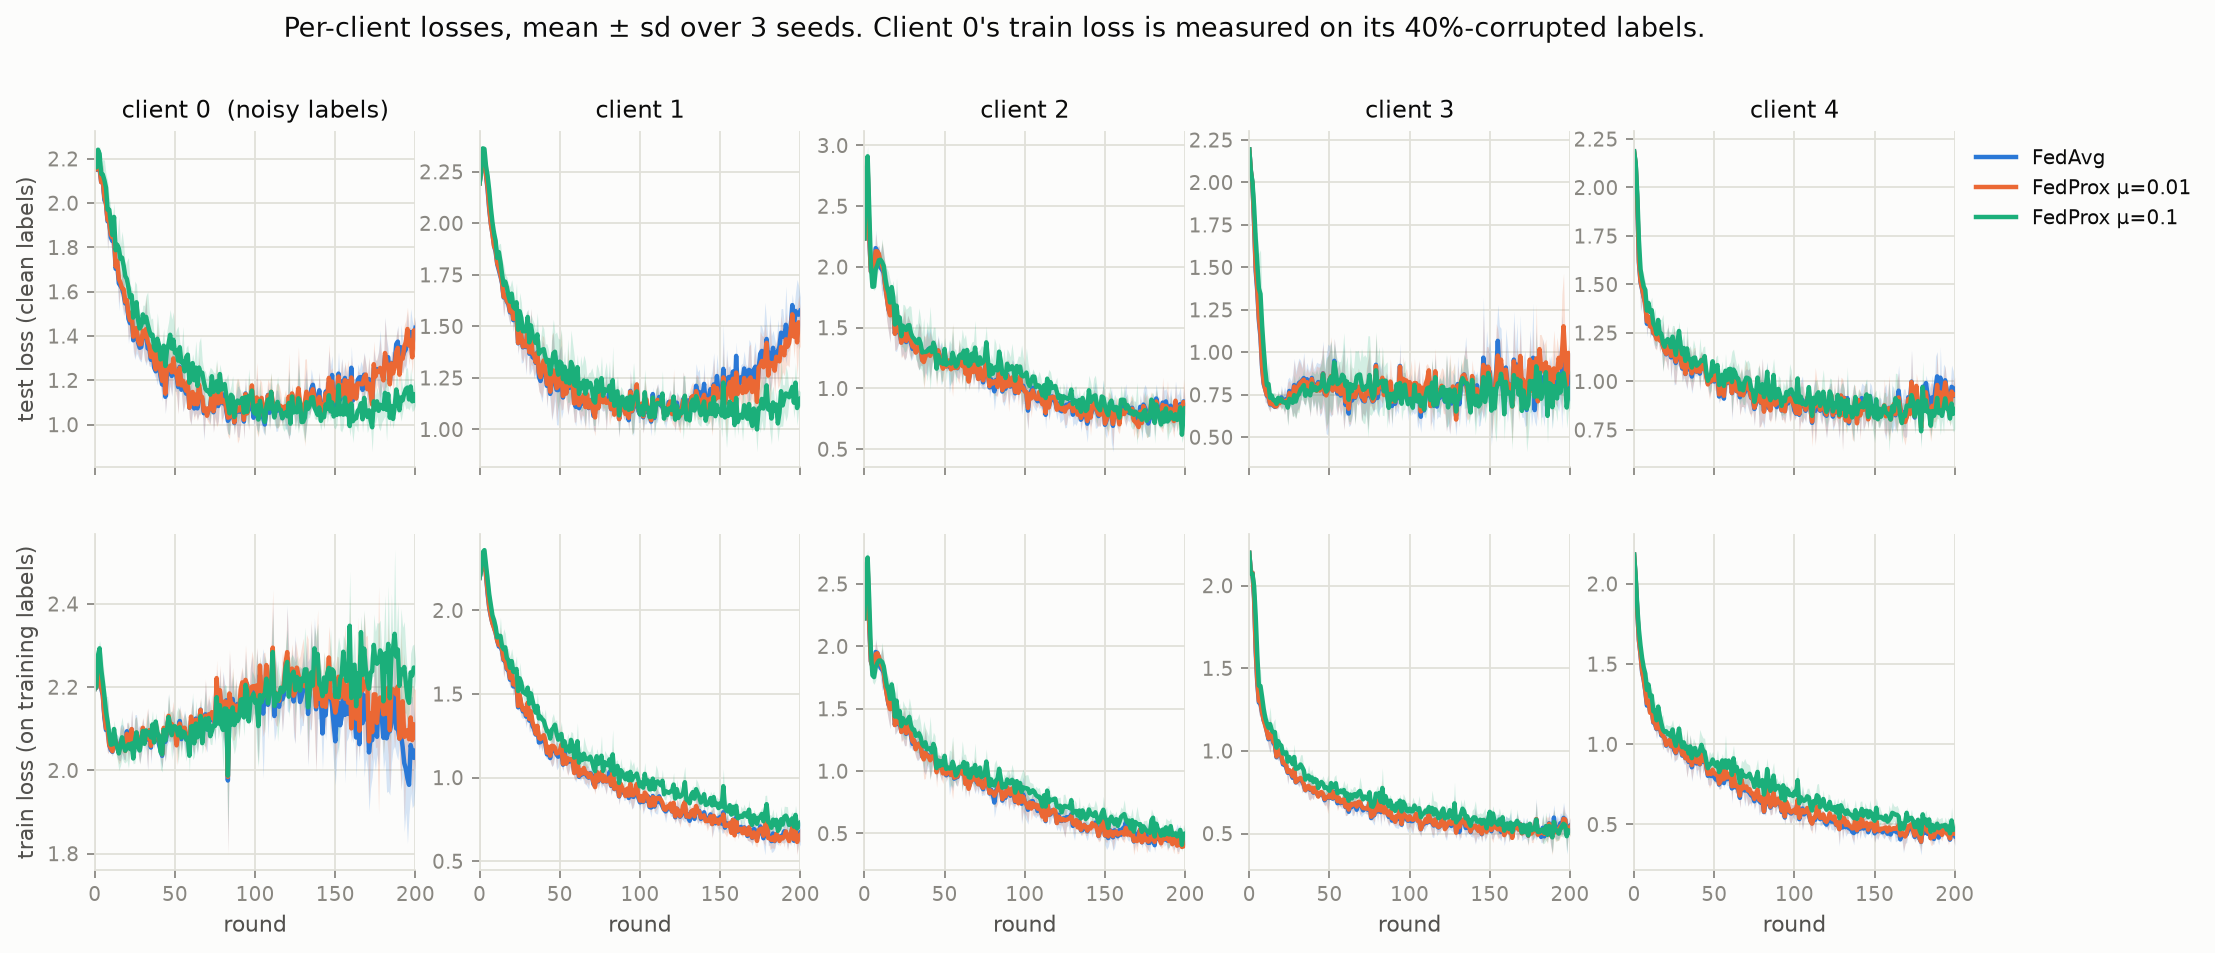 Per-client losses, mean ± sd over 3 seeds. Client 0's train loss is measured on its 40%-corrupted labels.
client 0  (noisy labels)
client 1
client 2
client 3
client 4
FedAvg
FedProx μ=0.01
FedProx μ=0.1
test loss (clean labels)
2.2
2.0
1.8
1.6
1.4
1.2
1.0
2.25
2.00
1.75
1.50
1.25
1.00
3.0
2.5
2.0
1.5
1.0
0.5
2.25
2.00
1.75
1.50
1.25
1.00
0.75
0.50
2.25
2.00
1.75
1.50
1.25
1.00
0.75
train loss (on training labels)
2.4
2.2
2.0
1.8
2.0
1.5
1.0
0.5
2.5
2.0
1.5
1.0
0.5
2.0
1.5
1.0
0.5
2.0
1.5
1.0
0.5
0 50 100 150 200
0 50 100 150 200
0 50 100 150 200
0 50 100 150 200
0 50 100 150 200
round
round
round
round
round